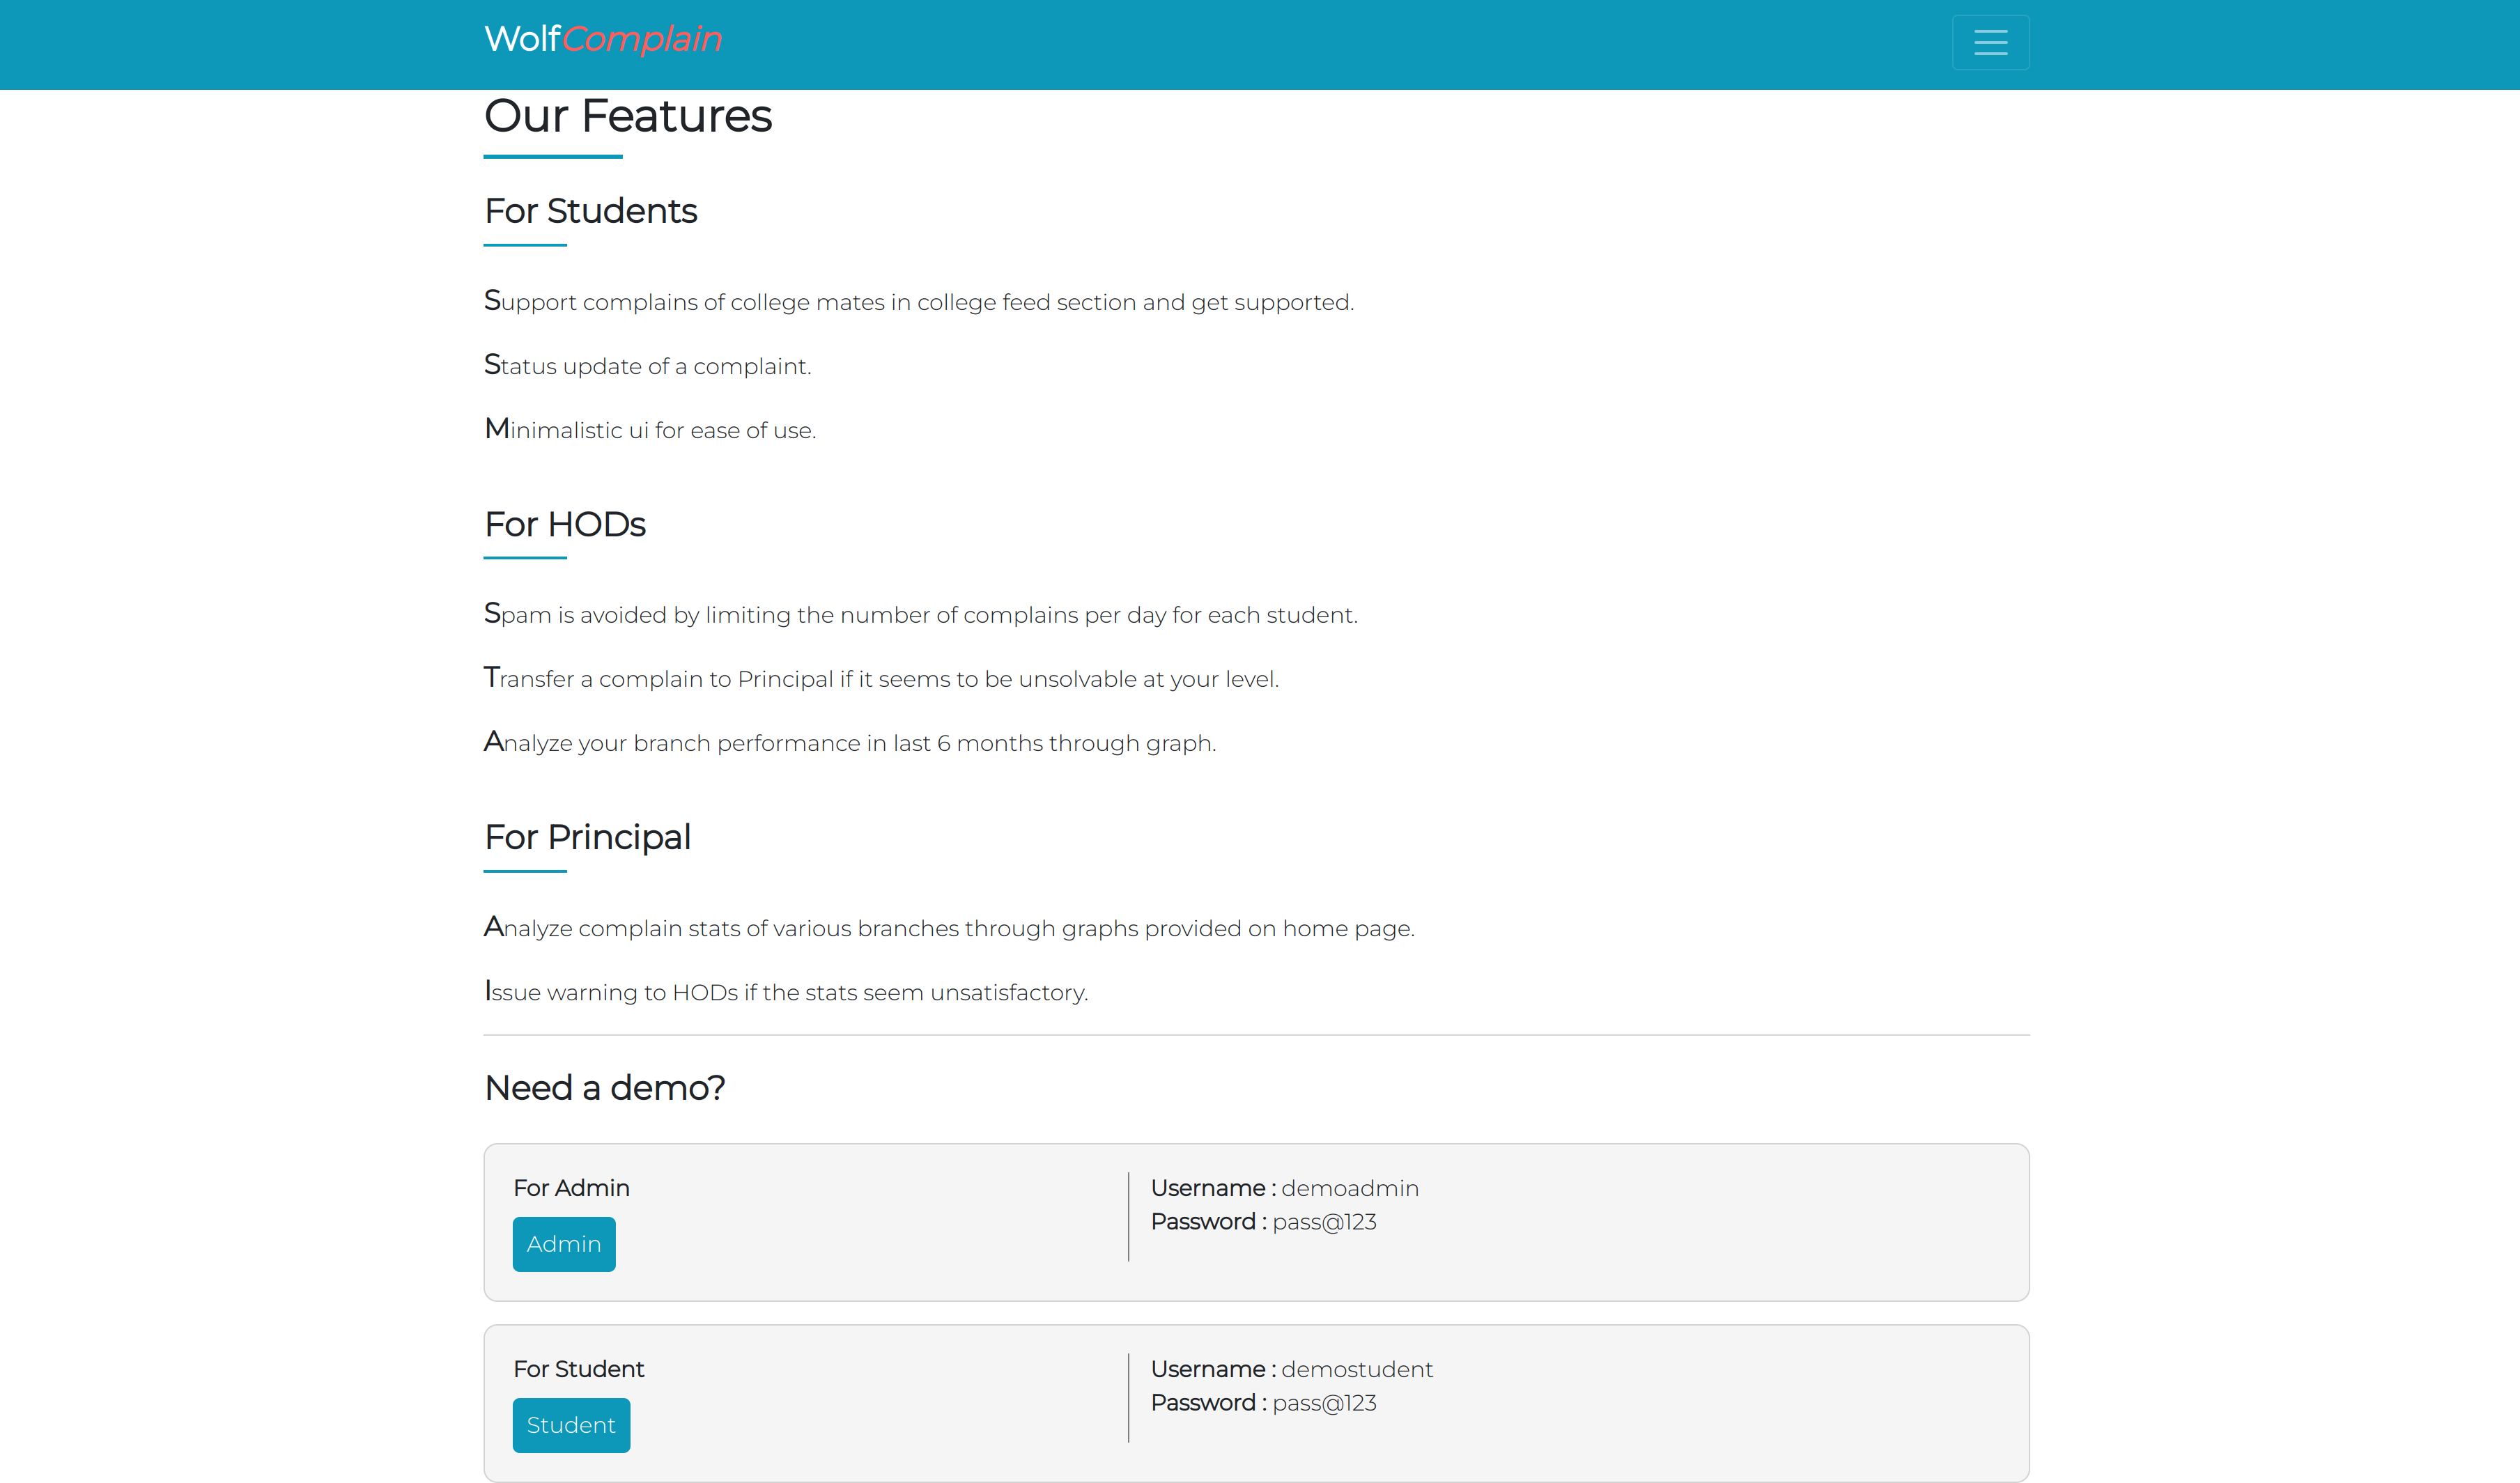 WolfComplain
Our Features
For Students
Support complains of college mates in college feed section and get supported.
Status update of a complaint.
Minimalistic ui for ease of use.
For HODs
Spam is avoided by limiting the number of complains per day for each student.
Transfer a complain to Principal if it seems to be unsolvable at your level.
Analyze your branch performance in last 6 months through graph.
For Principal
Analyze complain stats of various branches through graphs provided on home page.
Issue warning to HODs if the stats seem unsatisfactory.
Need a demo?
For Admin
Admin
Username : demoadmin
Password : pass@123
For Student
Student
Username : demostudent
Password : pass@123